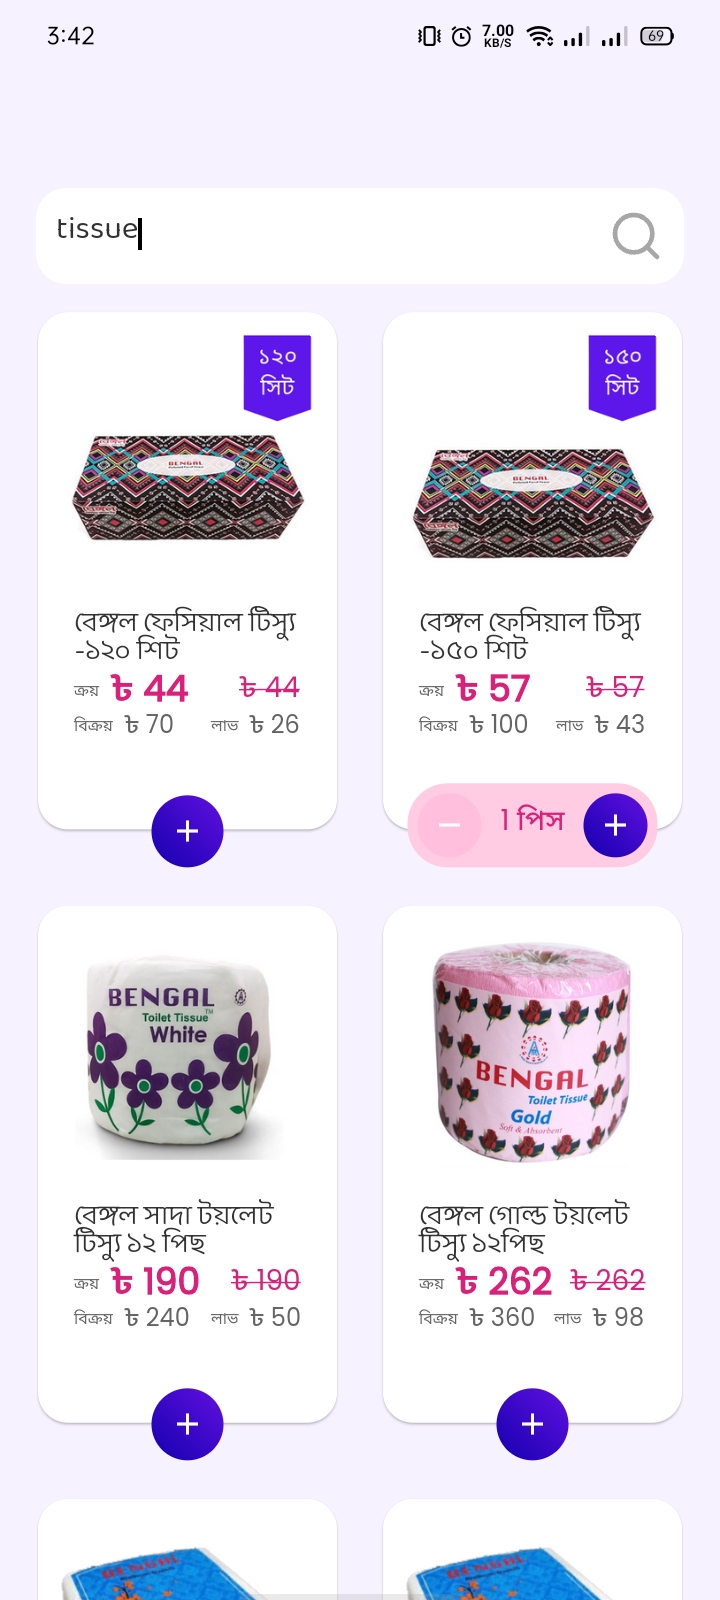 3:42
7.00
KB/S
69
tissue
১২০
সিট
১৫০
সিট
BENGAL
BENGAL
বেঙ্গল ফেসিয়াল টিস্যু
-১২০ শিট
ক্রয় ৳ 44 ৳ 44
বিক্রয় ৳ 70 লাভ ৳ 26
বেঙ্গল ফেসিয়াল টিস্যু
-১৫০ শিট
ক্রয় ৳ 57 ৳ 57
বিক্রয় ৳ 100 লাভ ৳ 43
1 পিস
BENGAL
Toilet Tissue
TM
White
BENGAL
Toilet Tissue
Gold
Soft & Absorbent
বেঙ্গল সাদা টয়লেট
টিস্যু ১২ পিছ
ক্রয় ৳ 190 ৳ 190
বিক্রয় ৳ 240 লাভ ৳ 50
বেঙ্গল গোল্ড টয়লেট
টিস্যু ১২পিছ
ক্রয় ৳ 262 ৳ 262
বিক্রয় ৳ 360 লাভ ৳ 98
BENGAL
BENGAL